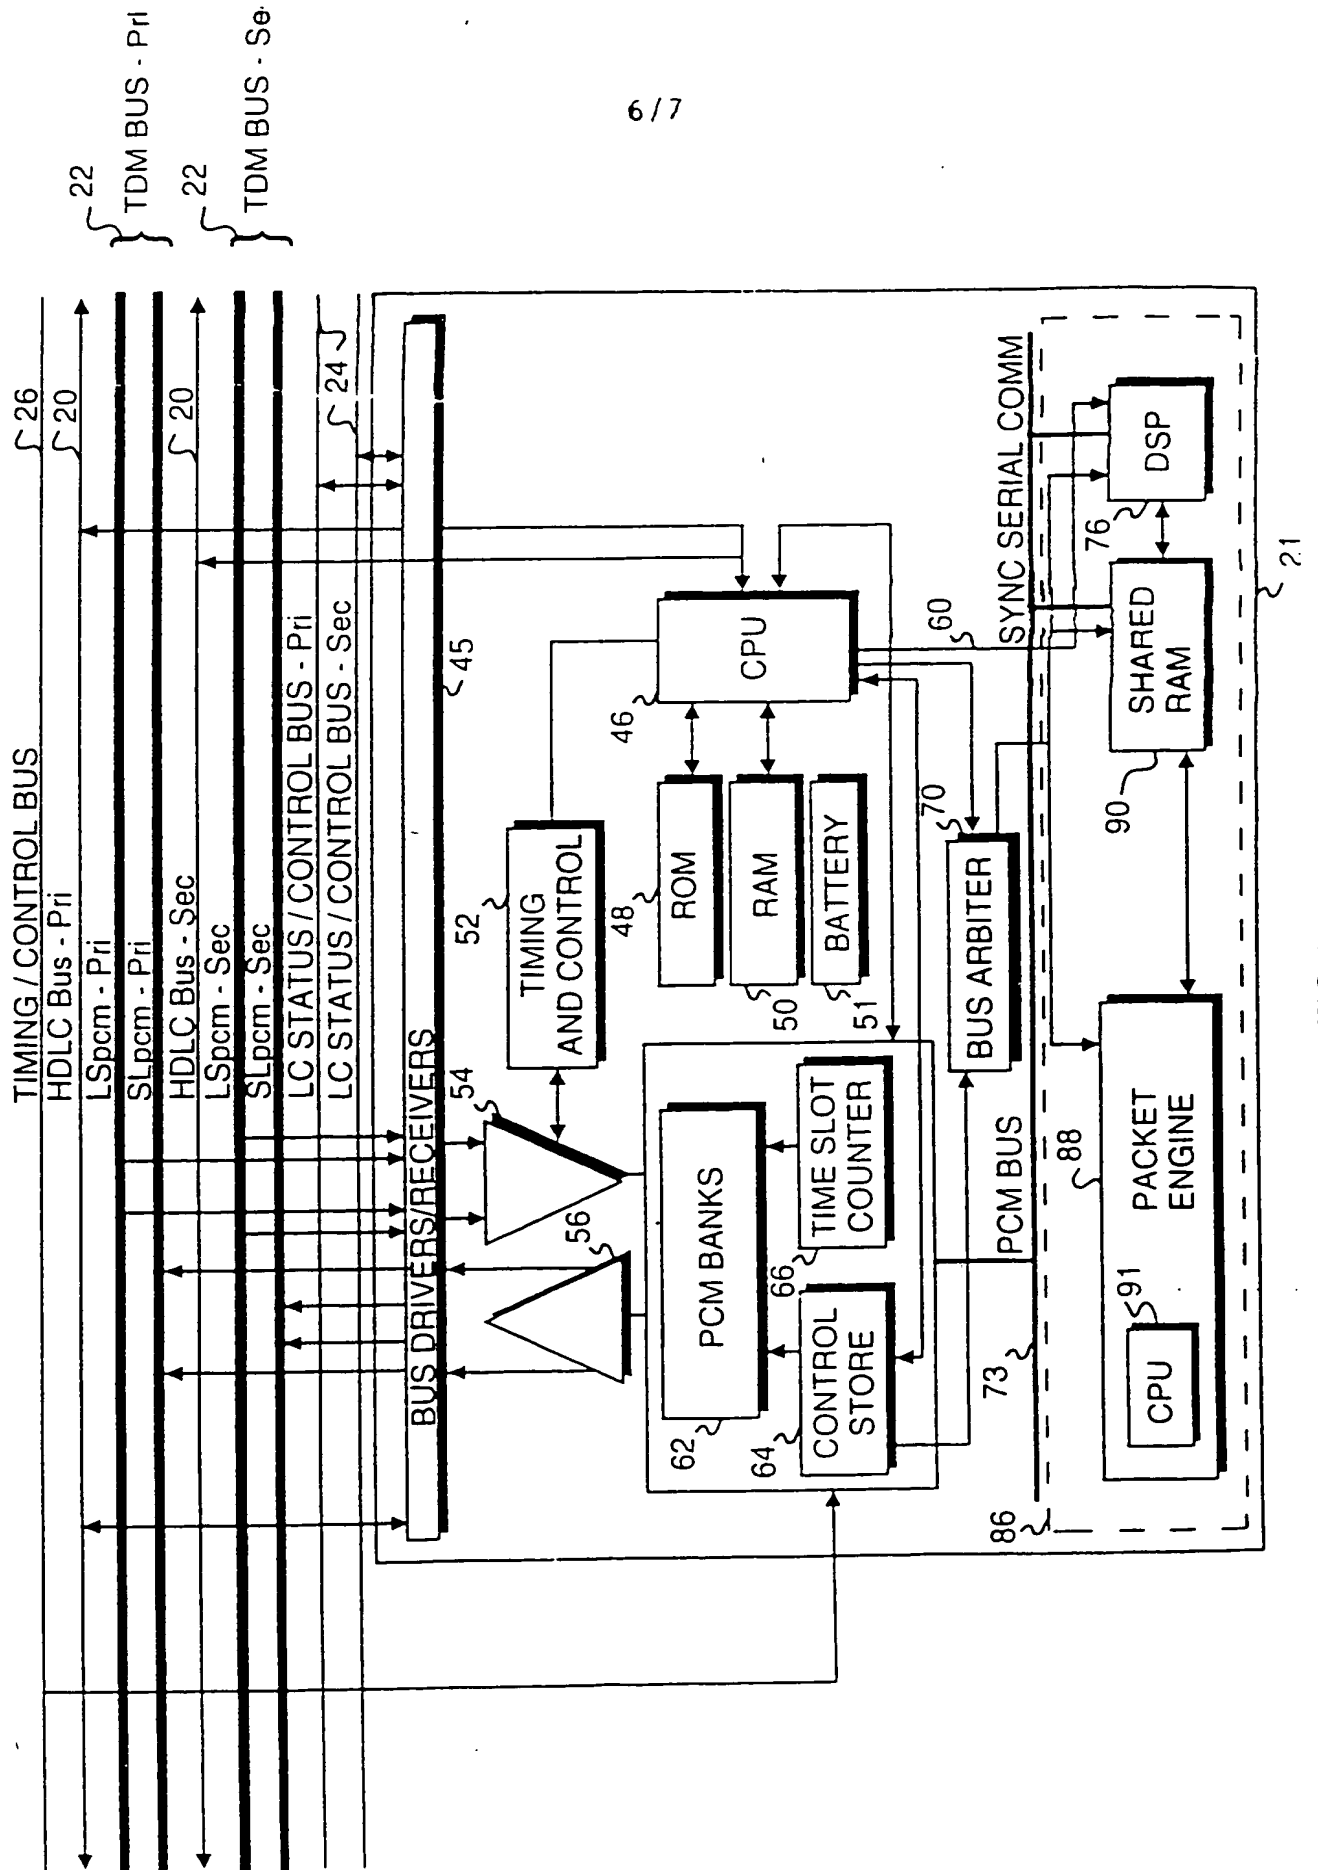 6/7
TIMING / CONTROL BUS
26
HDLC Bus - Pri
20
LSpcm - Pri
22
TDM BUS - Pri
SLpcm - Pri
HDLC Bus - Sec
20
LSpcm - Sec
22
TDM BUS - Se
SLpcm - Sec
LC STATUS / CONTROL BUS - Pri
LC STATUS / CONTROL BUS - Sec
24
BUS DRIVERS/RECEIVERS
45
54
56
52
TIMING
AND CONTROL
46
CPU
48
ROM
50
RAM
51
BATTERY
62
PCM BANKS
64
CONTROL
STORE
66
TIME SLOT
COUNTER
60
70
BUS ARBITER
73
PCM BUS
SYNC SERIAL COMM
86
88
PACKET
ENGINE
91
CPU
90
SHARED
RAM
76
DSP
21